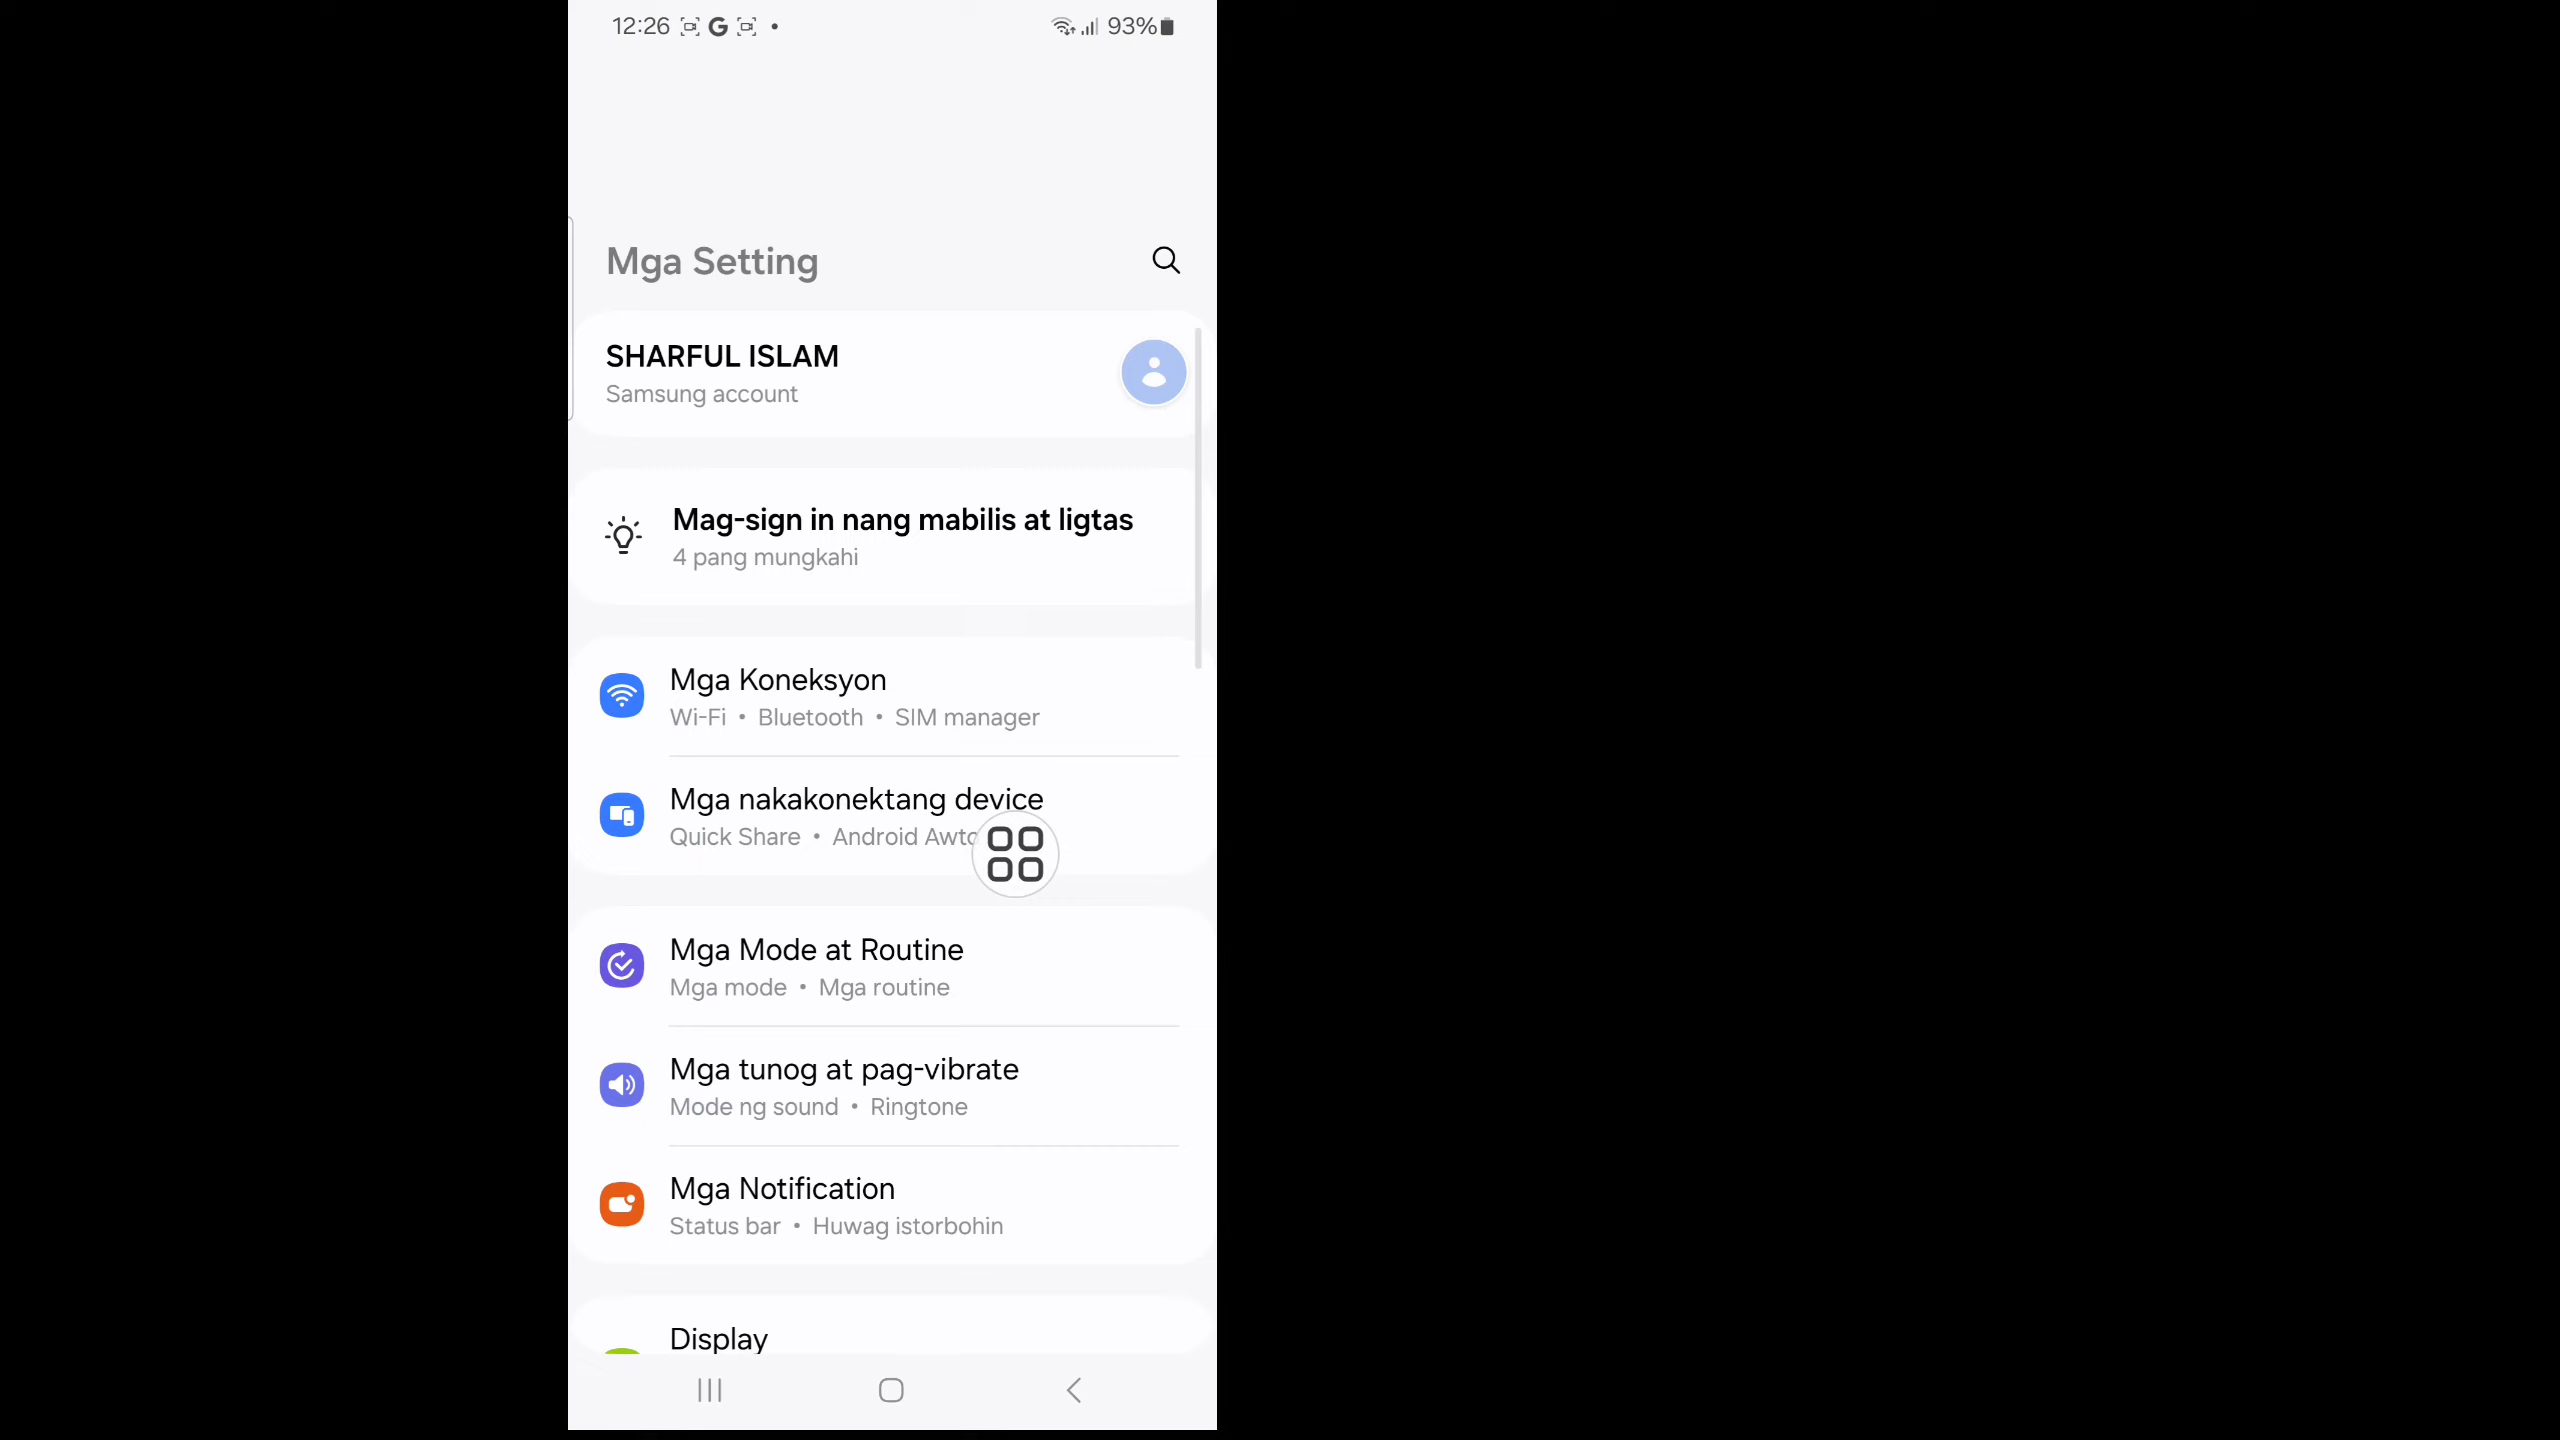 12:26 G 93%
Mga Setting
SHARFUL ISLAM
Samsung account
Mag-sign in nang mabilis at ligtas
4 pang mungkahi
Mga Koneksyon
Wi-Fi • Bluetooth • SIM manager
Mga nakakonektang device
Quick Share • Android
Mga Mode at Routine
Mga mode • Mga routine
Mga tunog at pag-vibrate
Mode ng sound • Ringtone
Mga Notification
Status bar • Huwag istorbohin
Display